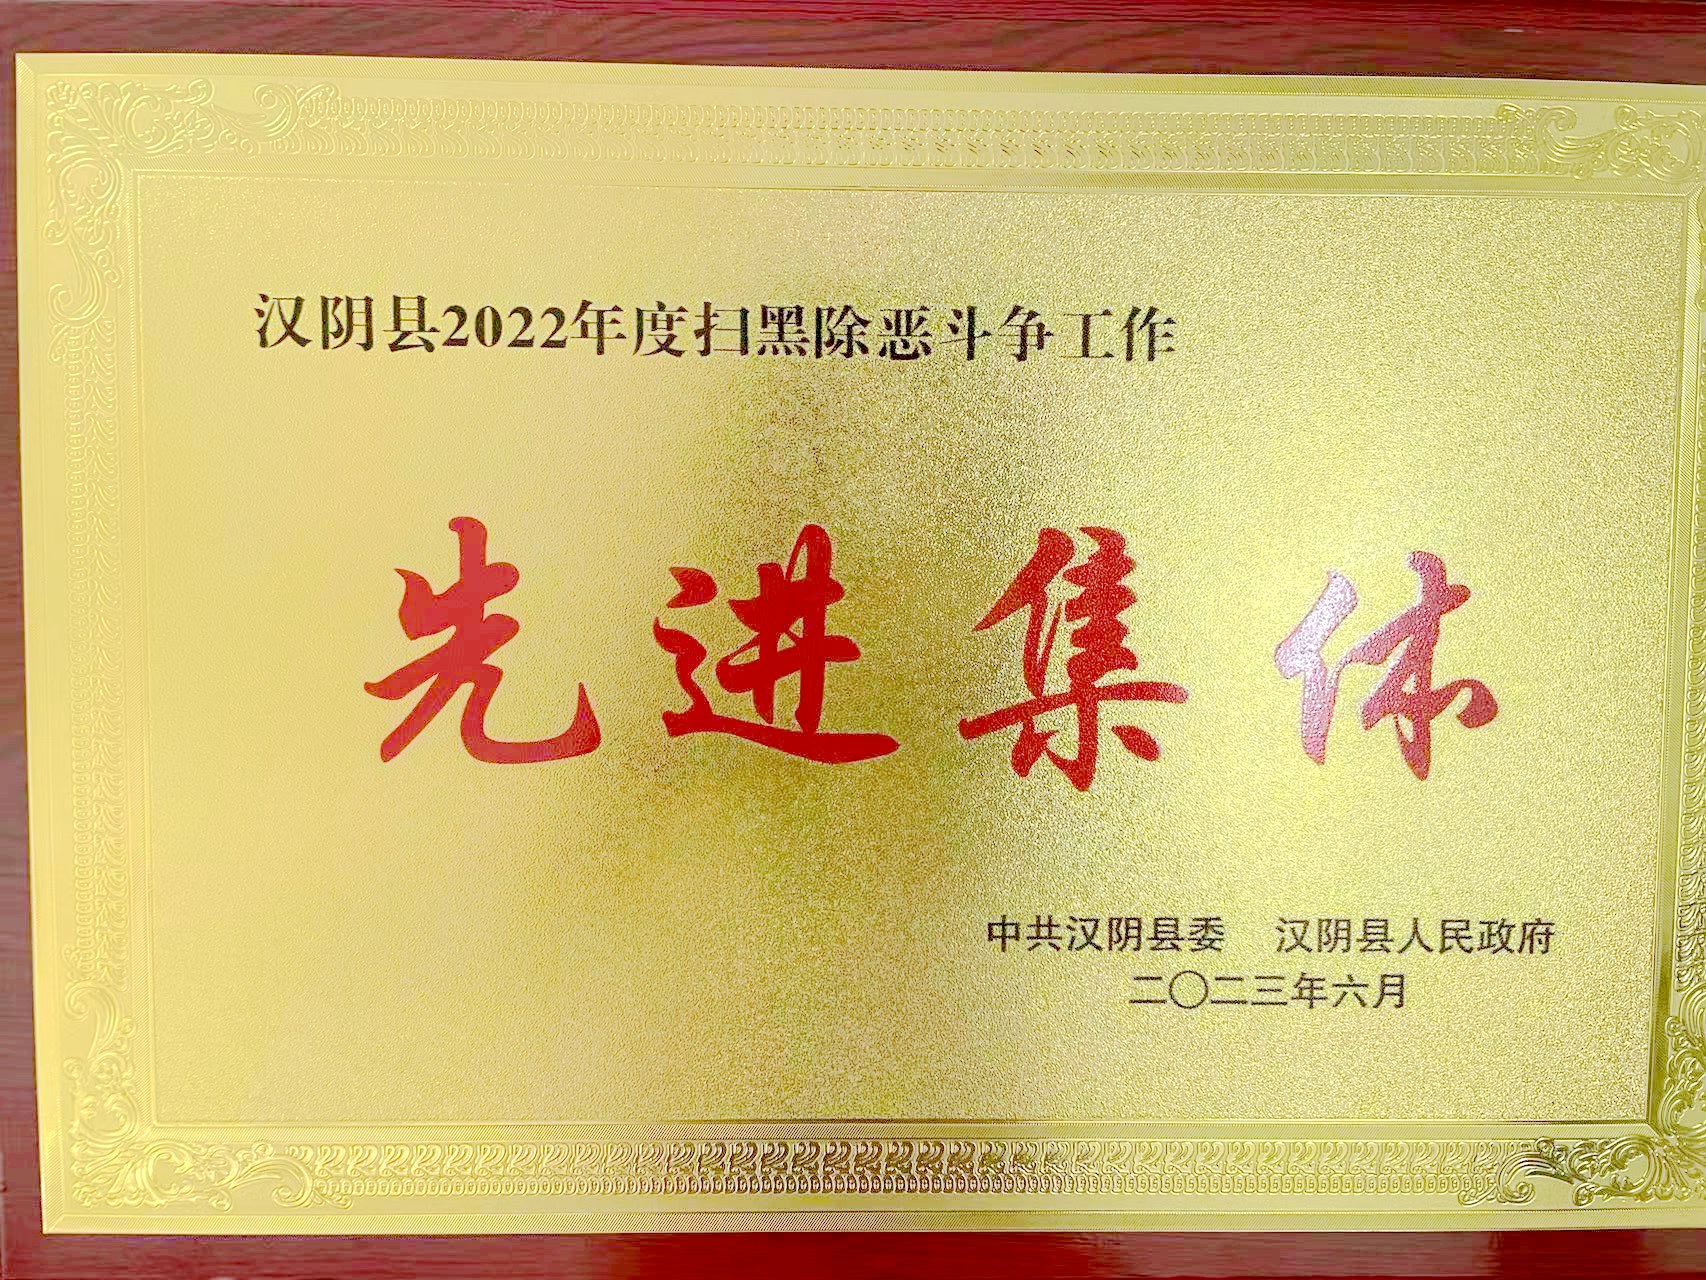 汉阴县2022年度扫黑除恶斗争工作
先进集体
中共汉阴县委 汉阴县人民政府
二〇二三年六月